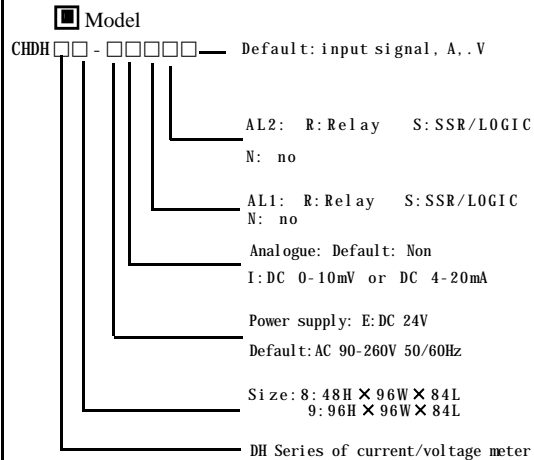 Model
CHDH□□-□□□□□ Default: input signal, A,.V
AL2: R:Relay S:SSR/LOGIC
N: no
AL1: R:Relay S:SSR/LOGIC
N: no
Analogue: Default: Non
I:DC 0-10mV or DC 4-20mA
Power supply: E:DC 24V
Default:AC 90-260V 50/60Hz
Size:8:48H×96W×84L
9:96H×96W×84L
DH Series of current/voltage meter